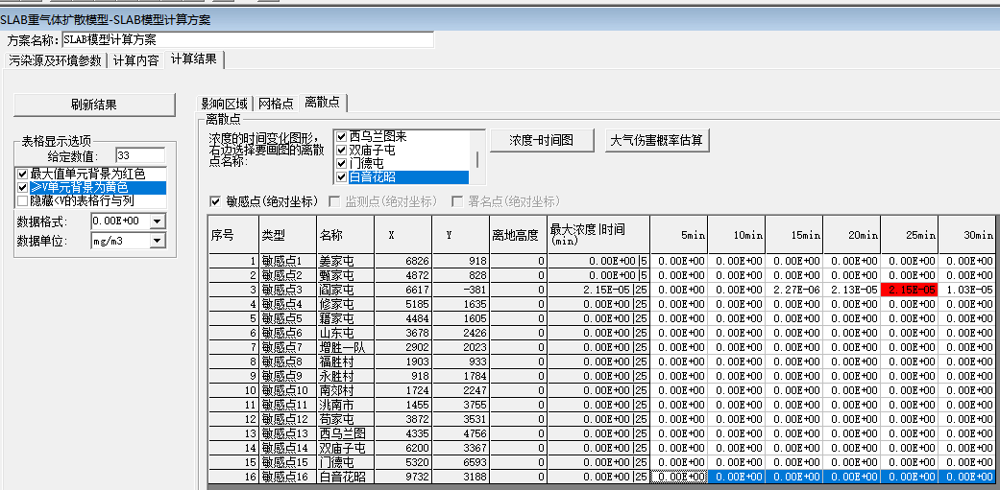 SLAB重气体扩散模型-SLAB模型计算方案
方案名称: SLAB模型计算方案
污染源及环境参数 计算内容 计算结果
刷新结果
表格显示选项
给定数值: 33
最大值单元背景为红色
≥V单元背景为黄色
隐藏<V的表格行与列
数据格式: 0.00E+00
数据单位: mg/m3
影响区域 网格点 离散点
离散点
浓度的时间变化图形,
右边选择要画图的离散
点名称:
西乌兰图来
双庙子屯
门德屯
白音花昭
浓度-时间图 大气伤害概率估算
敏感点(绝对坐标) 监测点(绝对坐标) 署名点(绝对坐标)
序号 类型 名称 X Y 离地高度 最大浓度|时间(min) 5min 10min 15min 20min 25min 30min
1 敏感点1 姜家屯 6826 918 0 0.00E+00|5 0.00E+00 0.00E+00 0.00E+00 0.00E+00 0.00E+00 0.00E+00
2 敏感点2 甄家屯 4872 828 0 0.00E+00|5 0.00E+00 0.00E+00 0.00E+00 0.00E+00 0.00E+00 0.00E+00
3 敏感点3 阎家屯 6617 -381 0 2.15E-05|25 0.00E+00 0.00E+00 2.27E-06 2.13E-05 2.15E-05 1.03E-05
4 敏感点4 修家屯 5185 1635 0 0.00E+00|25 0.00E+00 0.00E+00 0.00E+00 0.00E+00 0.00E+00 0.00E+00
5 敏感点5 籍家屯 4484 1605 0 0.00E+00|25 0.00E+00 0.00E+00 0.00E+00 0.00E+00 0.00E+00 0.00E+00
6 敏感点6 山东屯 3678 2426 0 0.00E+00|25 0.00E+00 0.00E+00 0.00E+00 0.00E+00 0.00E+00 0.00E+00
7 敏感点7 增胜一队 2902 2023 0 0.00E+00|25 0.00E+00 0.00E+00 0.00E+00 0.00E+00 0.00E+00 0.00E+00
8 敏感点8 福胜村 1903 933 0 0.00E+00|25 0.00E+00 0.00E+00 0.00E+00 0.00E+00 0.00E+00 0.00E+00
9 敏感点9 永胜村 918 1784 0 0.00E+00|25 0.00E+00 0.00E+00 0.00E+00 0.00E+00 0.00E+00 0.00E+00
10 敏感点10 南郊村 1724 2247 0 0.00E+00|25 0.00E+00 0.00E+00 0.00E+00 0.00E+00 0.00E+00 0.00E+00
11 敏感点11 洮南市 1455 3755 0 0.00E+00|25 0.00E+00 0.00E+00 0.00E+00 0.00E+00 0.00E+00 0.00E+00
12 敏感点12 苟家屯 3872 3531 0 0.00E+00|25 0.00E+00 0.00E+00 0.00E+00 0.00E+00 0.00E+00 0.00E+00
13 敏感点13 西乌兰图 4335 4756 0 0.00E+00|25 0.00E+00 0.00E+00 0.00E+00 0.00E+00 0.00E+00 0.00E+00
14 敏感点14 双庙子屯 6200 3367 0 0.00E+00|25 0.00E+00 0.00E+00 0.00E+00 0.00E+00 0.00E+00 0.00E+00
15 敏感点15 门德屯 5320 6593 0 0.00E+00|25 0.00E+00 0.00E+00 0.00E+00 0.00E+00 0.00E+00 0.00E+00
16 敏感点16 白音花昭 9732 3188 0 0.00E+00|25 0.00E+00 0.00E+00 0.00E+00 0.00E+00 0.00E+00 0.00E+00